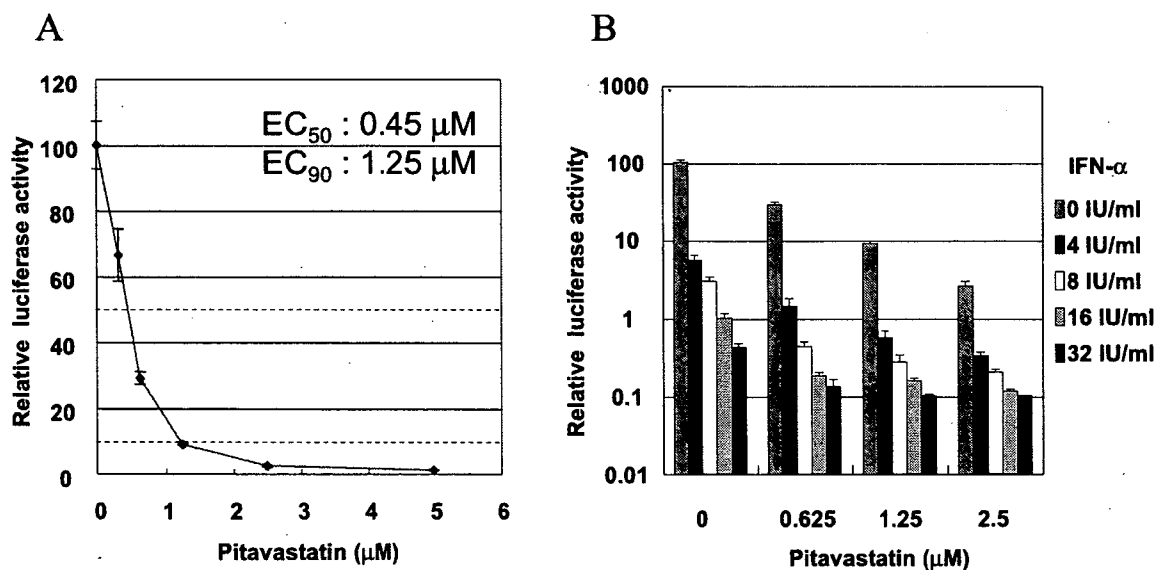 A
Relative luciferase activity
120
100
80
60
40
20
0
EC50 : 0.45 μM
EC90 : 1.25 μM
0 1 2 3 4 5 6
Pitavastatin (μM)
B
Relative luciferase activity
1000
100
10
1
0.1
0.01
0 0.625 1.25 2.5
Pitavastatin (μM)
IFN-α
0 IU/ml
4 IU/ml
8 IU/ml
16 IU/ml
32 IU/ml